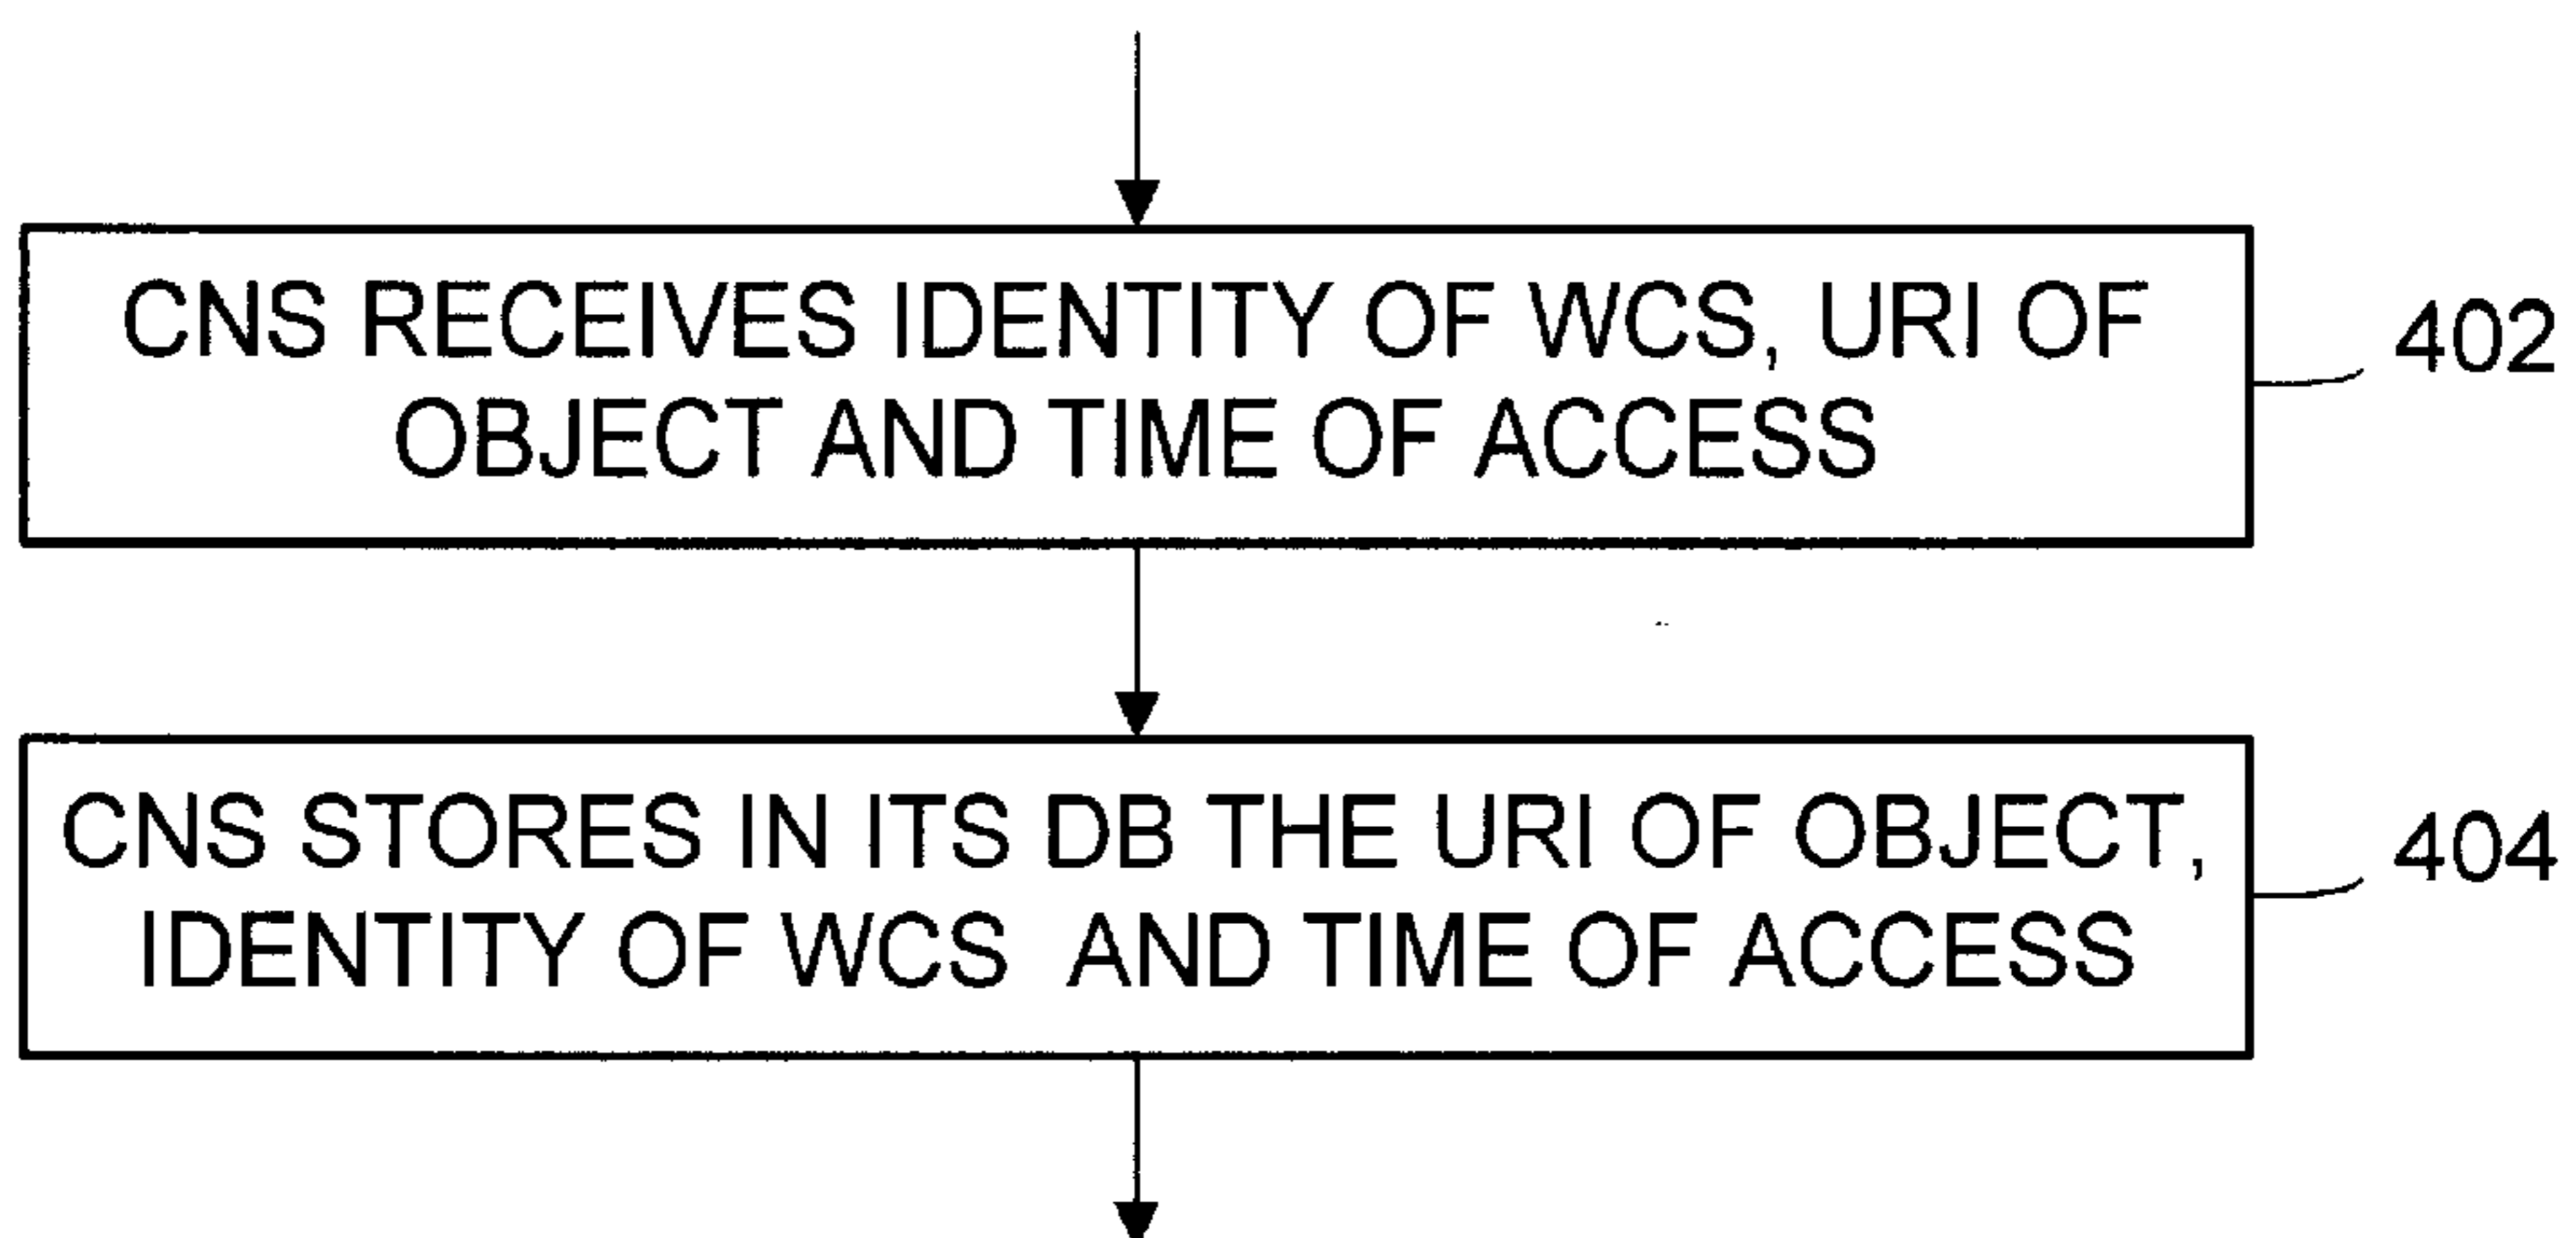 CNS RECEIVES IDENTITY OF WCS, URI OF
OBJECT AND TIME OF ACCESS
402
CNS STORES IN ITS DB THE URI OF OBJECT,
IDENTITY OF WCS AND TIME OF ACCESS
404